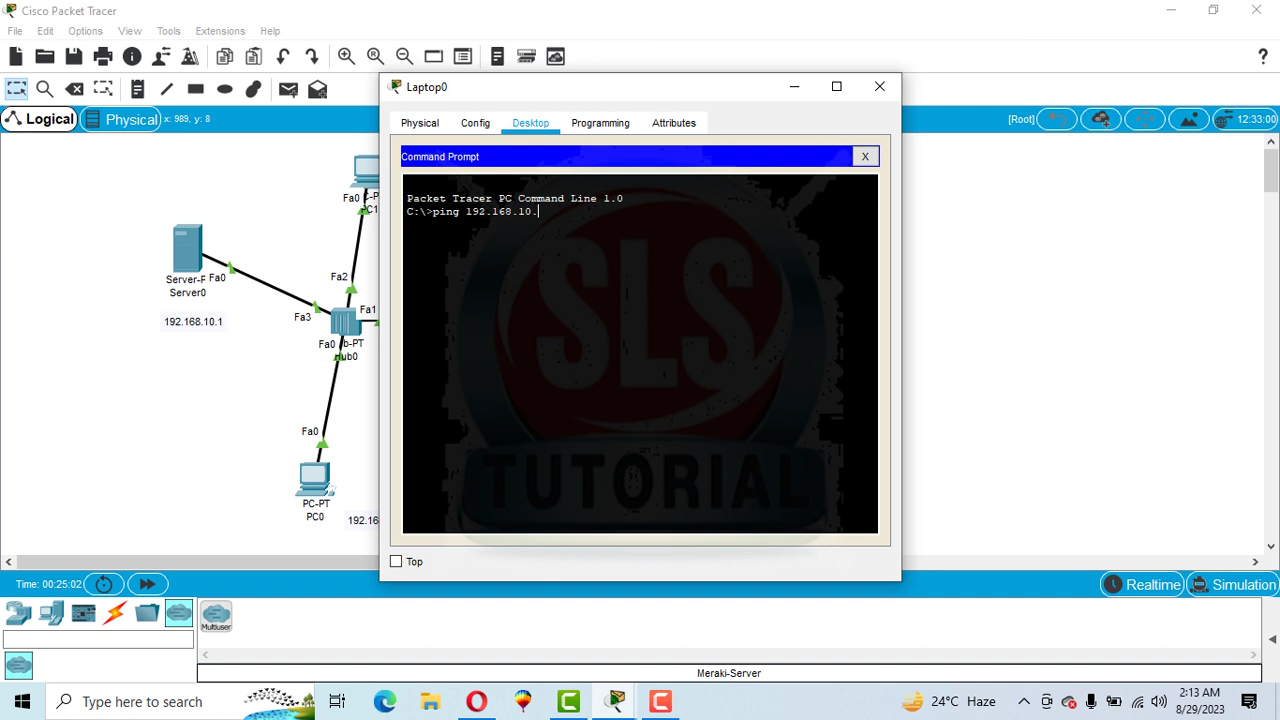 Cisco Packet Tracer
File Edit Options View Tools Extensions Help
Logical Physical x: 989, y: 8
[Root] 12:33:00
Laptop0
Physical Config Desktop Programming Attributes
Command Prompt X
Packet Tracer PC Command Line 1.0
C:\>ping 192.168.10.
SLS
TUTORIAL
Top
Fa0
C1
Server-P
Server0
Fa0
192.168.10.1
Fa2
Fa1
Fa3
Fa0 b-PT
Hub0
Fa0
PC-PT
PC0
192.16
Time: 00:25:02
Realtime Simulation
Multiuser
Meraki-Server
Type here to search
24°C Haze
2:13 AM
8/29/2023